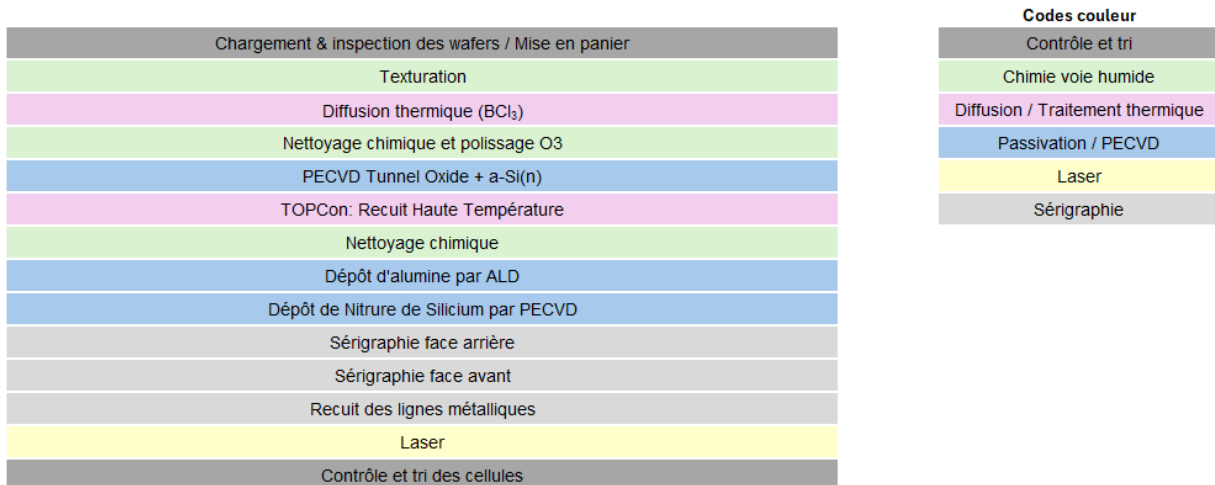 Codes couleur
Chargement & inspection des wafers / Mise en panier
Contrôle et tri
Texturation
Chimie voie humide
Diffusion thermique (BCl₃)
Diffusion / Traitement thermique
Nettoyage chimique et polissage O3
Passivation / PECVD
PECVD Tunnel Oxide + a-Si(n)
Laser
TOPCon: Recuit Haute Température
Sérigraphie
Nettoyage chimique
Dépôt d'alumine par ALD
Dépôt de Nitrure de Silicium par PECVD
Sérigraphie face arrière
Sérigraphie face avant
Recuit des lignes métalliques
Laser
Contrôle et tri des cellules